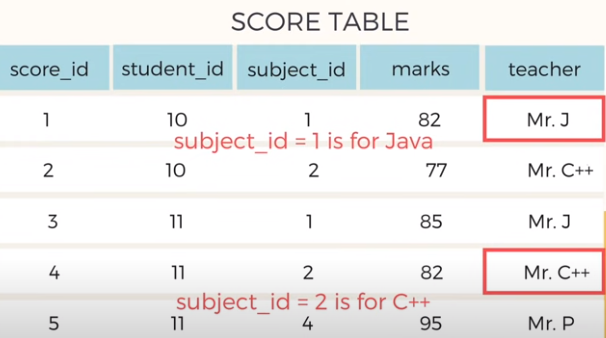 SCORE TABLE
score_id student_id subject_id marks teacher
1 10 1 82 Mr. J
subject_id = 1 is for Java
2 10 2 77 Mr. C++
3 11 1 85 Mr. J
4 11 2 82 Mr. C++
subject_id = 2 is for C++
5 11 4 95 Mr. P